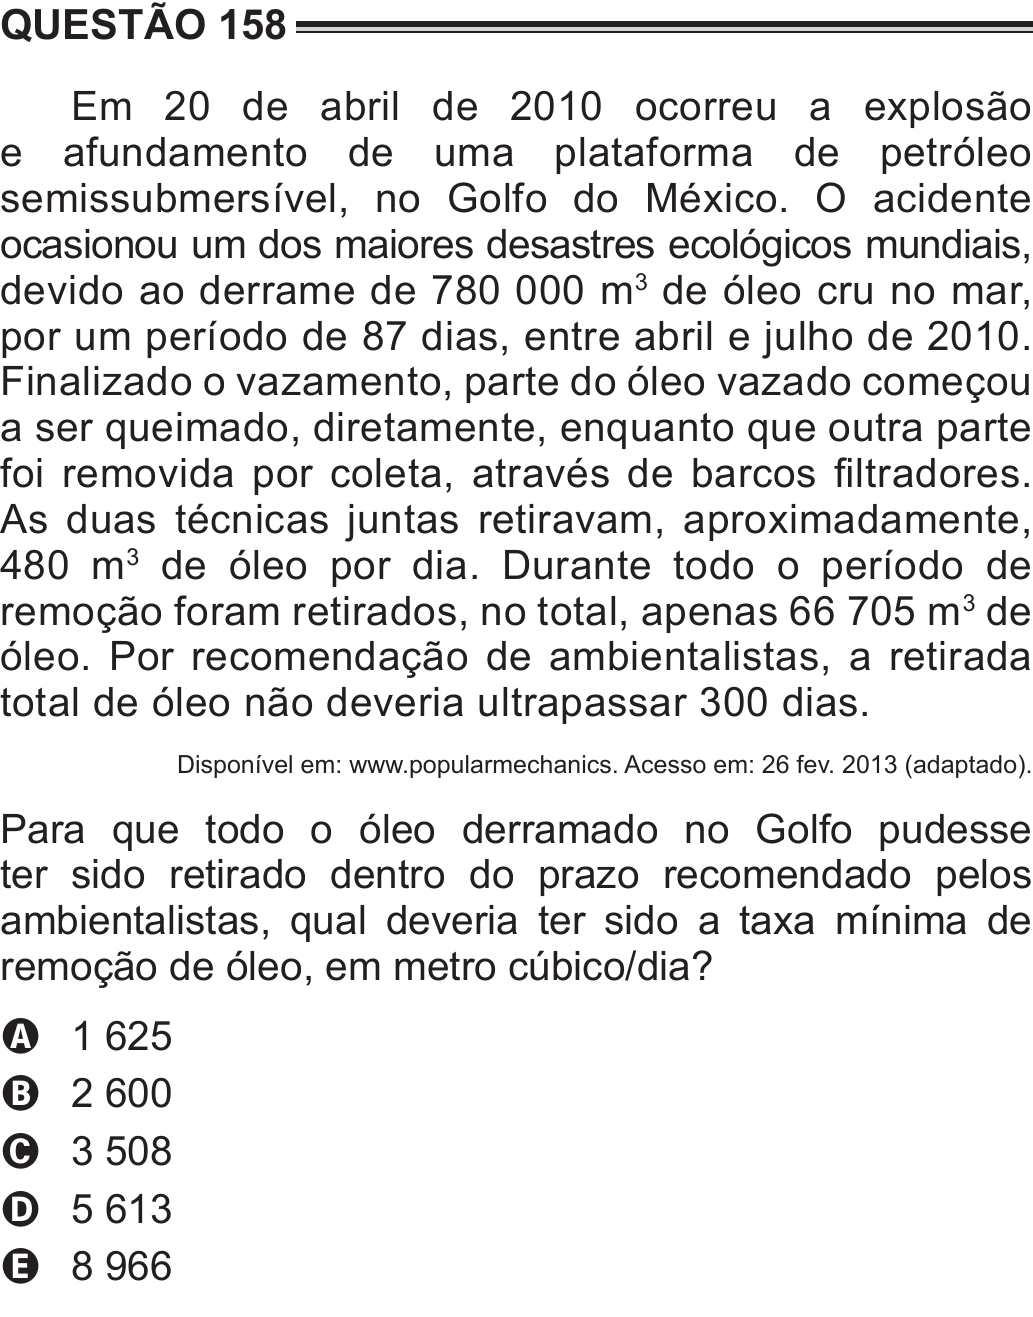 QUESTÃO 158
Em 20 de abril de 2010 ocorreu a explosão
e afundamento de uma plataforma de petróleo
semissubmersível, no Golfo do México. O acidente
ocasionou um dos maiores desastres ecológicos mundiais,
devido ao derrame de 780 000 m³ de óleo cru no mar,
por um período de 87 dias, entre abril e julho de 2010.
Finalizado o vazamento, parte do óleo vazado começou
a ser queimado, diretamente, enquanto que outra parte
foi removida por coleta, através de barcos filtradores.
As duas técnicas juntas retiravam, aproximadamente,
480 m³ de óleo por dia. Durante todo o período de
remoção foram retirados, no total, apenas 66 705 m³ de
óleo. Por recomendação de ambientalistas, a retirada
total de óleo não deveria ultrapassar 300 dias.
Disponível em: www.popularmechanics. Acesso em: 26 fev. 2013 (adaptado).
Para que todo o óleo derramado no Golfo pudesse
ter sido retirado dentro do prazo recomendado pelos
ambientalistas, qual deveria ter sido a taxa mínima de
remoção de óleo, em metro cúbico/dia?
A 1 625
B 2 600
C 3 508
D 5 613
E 8 966